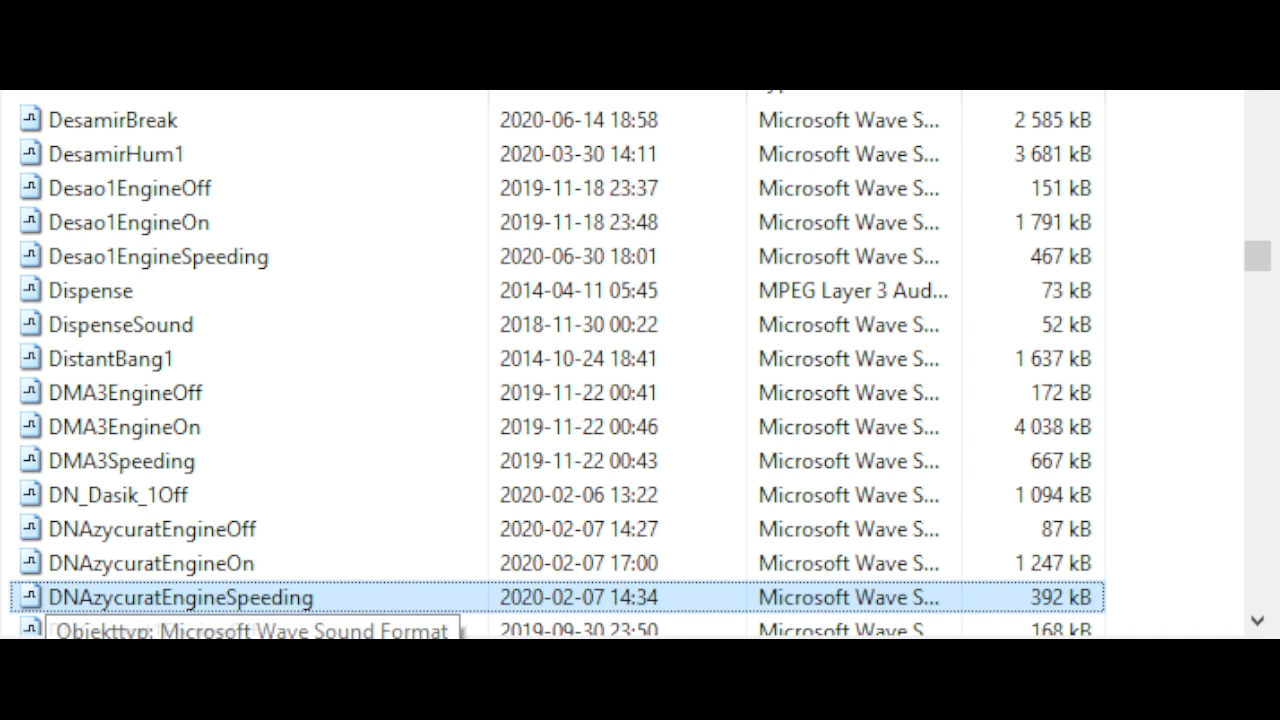 DesamirBreak 2020-06-14 18:58 Microsoft Wave S... 2 585 kB
DesamirHum1 2020-03-30 14:11 Microsoft Wave S... 3 681 kB
Desao1EngineOff 2019-11-18 23:37 Microsoft Wave S... 151 kB
Desao1EngineOn 2019-11-18 23:48 Microsoft Wave S... 1 791 kB
Desao1EngineSpeeding 2020-06-30 18:01 Microsoft Wave S... 467 kB
Dispense 2014-04-11 05:45 MPEG Layer 3 Aud... 73 kB
DispenseSound 2018-11-30 00:22 Microsoft Wave S... 52 kB
DistantBang1 2014-10-24 18:41 Microsoft Wave S... 1 637 kB
DMA3EngineOff 2019-11-22 00:41 Microsoft Wave S... 172 kB
DMA3EngineOn 2019-11-22 00:46 Microsoft Wave S... 4 038 kB
DMA3Speeding 2019-11-22 00:43 Microsoft Wave S... 667 kB
DN_Dasik_1Off 2020-02-06 13:22 Microsoft Wave S... 1 094 kB
DNAzycuratEngineOff 2020-02-07 14:27 Microsoft Wave S... 87 kB
DNAzycuratEngineOn 2020-02-07 17:00 Microsoft Wave S... 1 247 kB
DNAzycuratEngineSpeeding 2020-02-07 14:34 Microsoft Wave S... 392 kB
Objekttyp: Microsoft Wave Sound Format 2019-09-30 23:50 Microsoft Wave S 168 kB